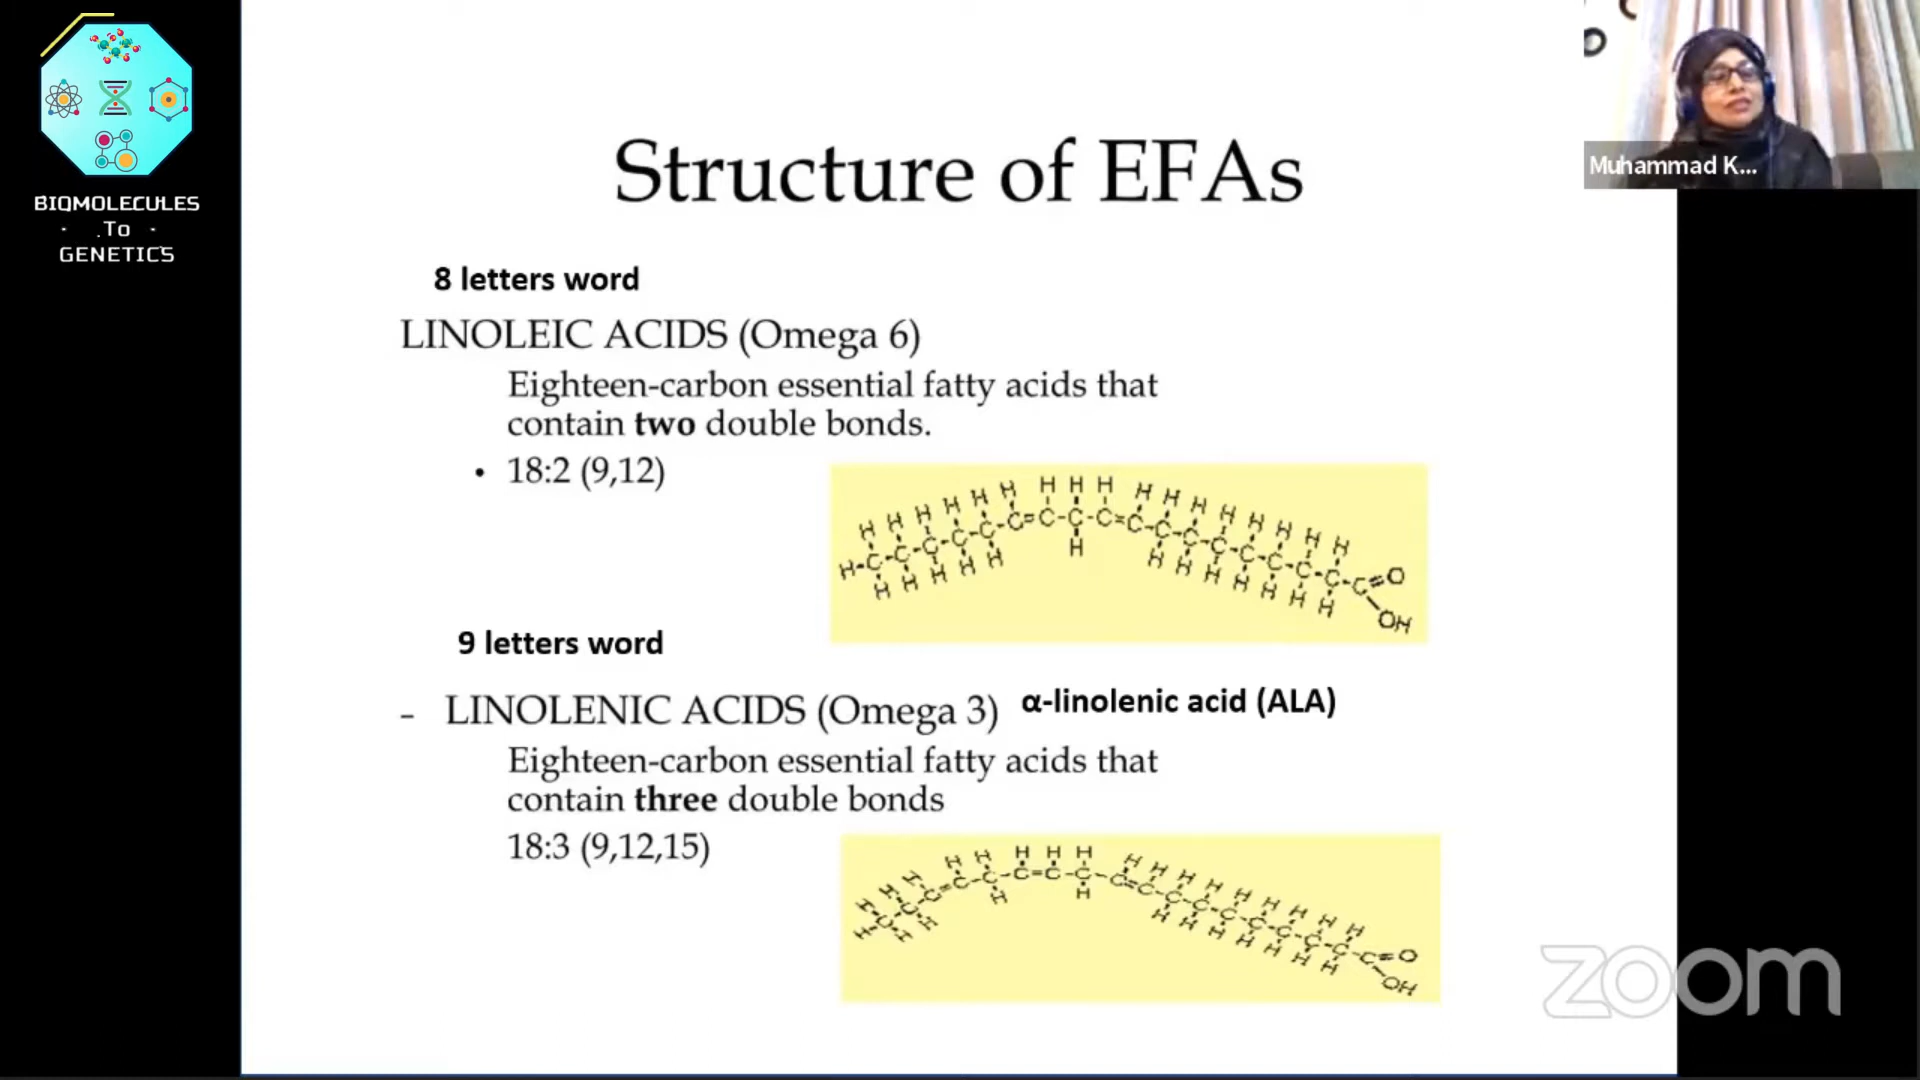 BIOMOLECULES
. .To .
GENETICS
Muhammad K...
Structure of EFAs
8 letters word
LINOLEIC ACIDS (Omega 6)
Eighteen-carbon essential fatty acids that
contain two double bonds.
• 18:2 (9,12)
9 letters word
- LINOLENIC ACIDS (Omega 3) α-linolenic acid (ALA)
Eighteen-carbon essential fatty acids that
contain three double bonds
18:3 (9,12,15)
zoom